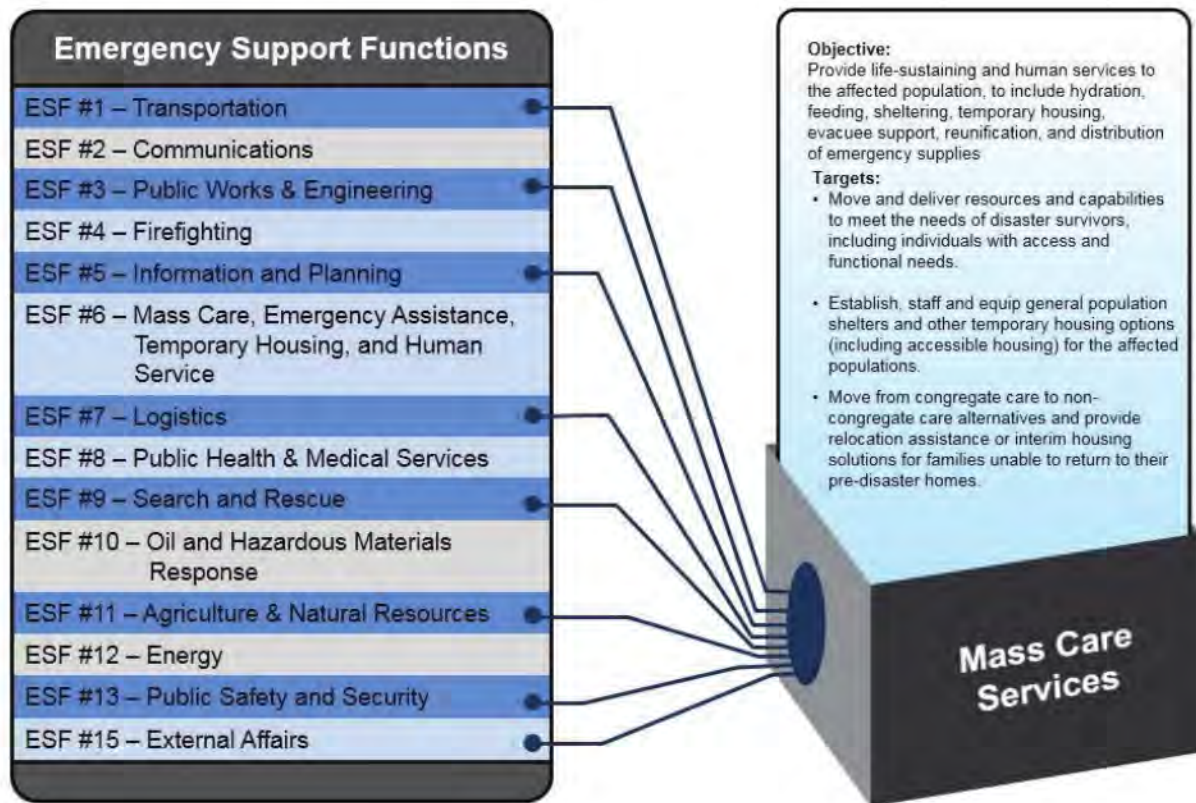 Emergency Support Functions
ESF #1 – Transportation
ESF #2 – Communications
ESF #3 – Public Works & Engineering
ESF #4 – Firefighting
ESF #5 – Information and Planning
ESF #6 – Mass Care, Emergency Assistance,
Temporary Housing, and Human
Service
ESF #7 – Logistics
ESF #8 – Public Health & Medical Services
ESF #9 – Search and Rescue
ESF #10 – Oil and Hazardous Materials
Response
ESF #11 – Agriculture & Natural Resources
ESF #12 – Energy
ESF #13 – Public Safety and Security
ESF #15 – External Affairs
Objective:
Provide life-sustaining and human services to
the affected population, to include hydration,
feeding, sheltering, temporary housing,
evacuee support, reunification, and distribution
of emergency supplies
Targets:
• Move and deliver resources and capabilities
to meet the needs of disaster survivors,
including individuals with access and
functional needs.
• Establish, staff and equip general population
shelters and other temporary housing options
(including accessible housing) for the affected
populations.
• Move from congregate care to non-
congregate care alternatives and provide
relocation assistance or interim housing
solutions for families unable to return to their
pre-disaster homes.
Mass Care
Services